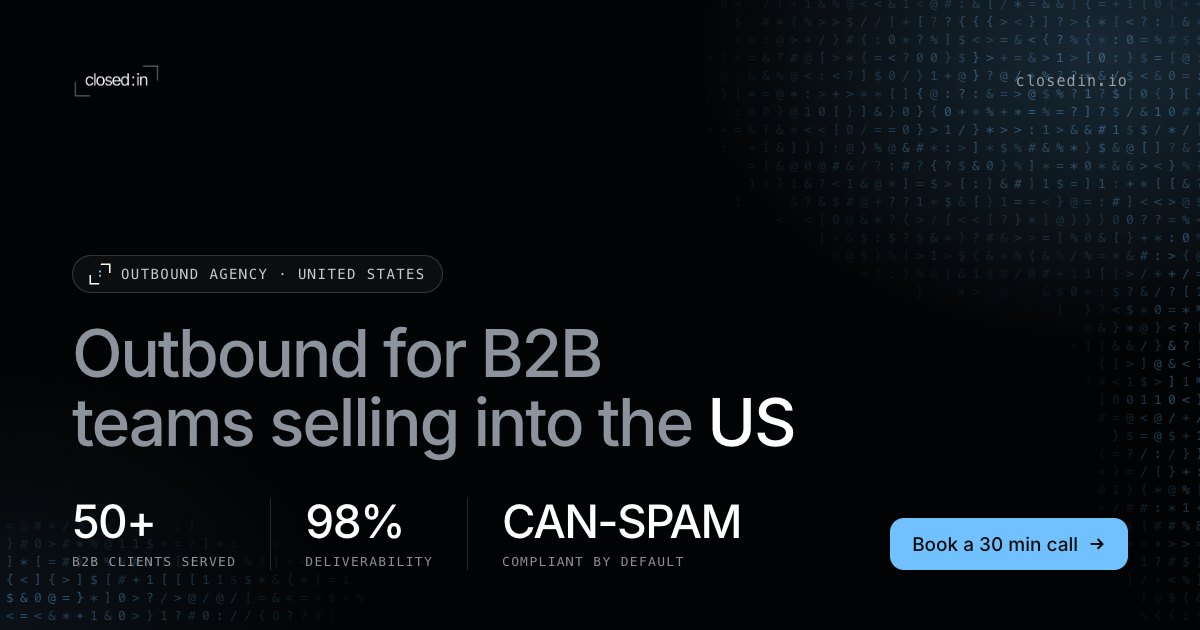 closed:in
closedin.io
OUTBOUND AGENCY · UNITED STATES
Outbound for B2B
teams selling into the US
50+
B2B CLIENTS SERVED
98%
DELIVERABILITY
CAN-SPAM
COMPLIANT BY DEFAULT
Book a 30 min call →